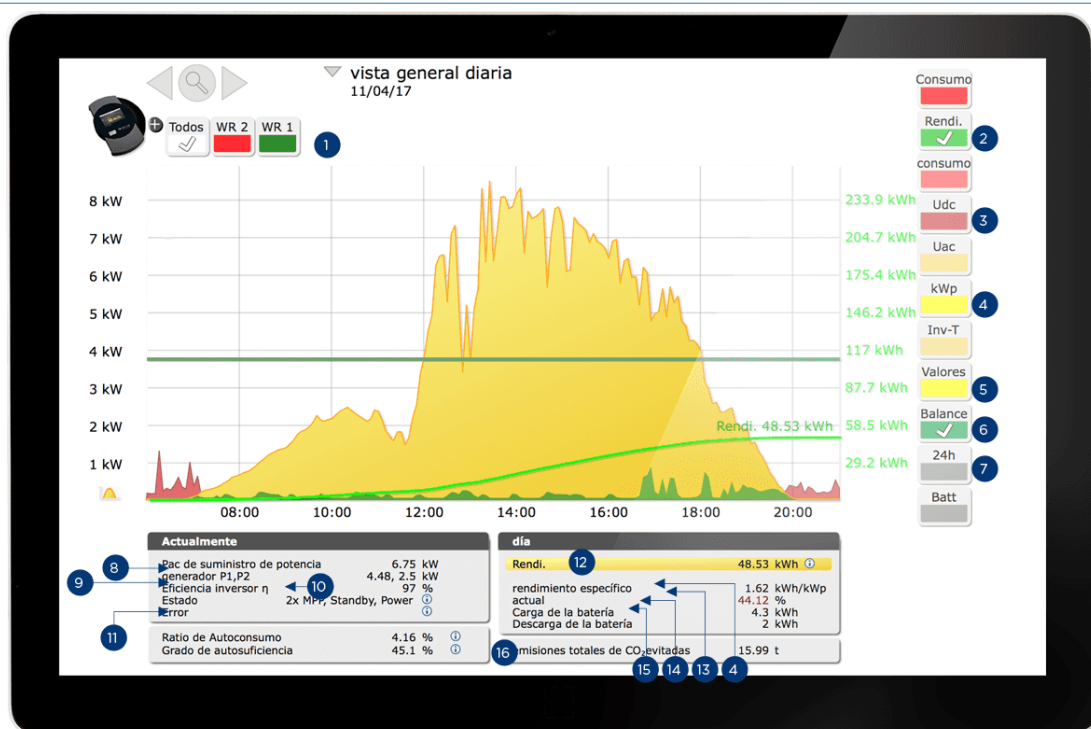 vista general diaria
11/04/17
Todos WR 2 WR 1
1
Consumo
Rendi.
2
consumo
Udc
3
Uac
kWp
4
Inv-T
Valores
5
Balance
6
24h
7
Batt
8 kW
7 kW
6 kW
5 kW
4 kW
3 kW
2 kW
1 kW
233.9 kWh
204.7 kWh
175.4 kWh
146.2 kWh
117 kWh
87.7 kWh
58.5 kWh
29.2 kWh
Rendi. 48.53 kWh
08:00 10:00 12:00 14:00 16:00 18:00 20:00
Actualmente
8
Pac de suministro de potencia 6.75 kW
9
generador P1,P2 4.48, 2.5 kW
Eficiencia inversor η 97 %
10
Estado 2x MPP, Standby, Power
Error
11
Ratio de Autoconsumo 4.16 %
Grado de autosuficiencia 45.1 %
día
Rendi. 48.53 kWh
12
rendimiento específico 1.62 kWh/kWp
actual 44.12 %
Carga de la batería 4.3 kWh
Descarga de la batería 2 kWh
16
emisiones totales de CO₂evitadas 15.99 t
15 14 13 4